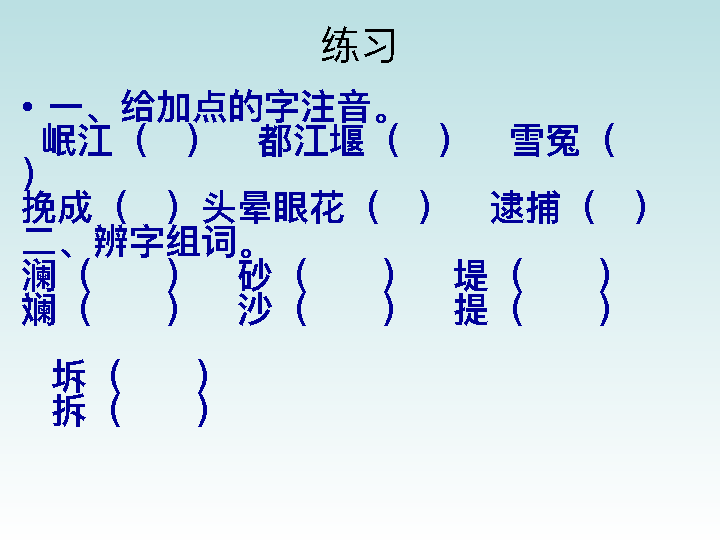 练习
• 一、给加点的字注音。
岷江（ ） 都江堰（ ） 雪冤（
）
挽成（ ）头晕眼花（ ） 逮捕（ ）
二、辨字组词。
澜（ ） 砂（ ） 堤（ ）
斓（ ） 沙（ ） 提（ ）
坼（ ）
拆（ ）